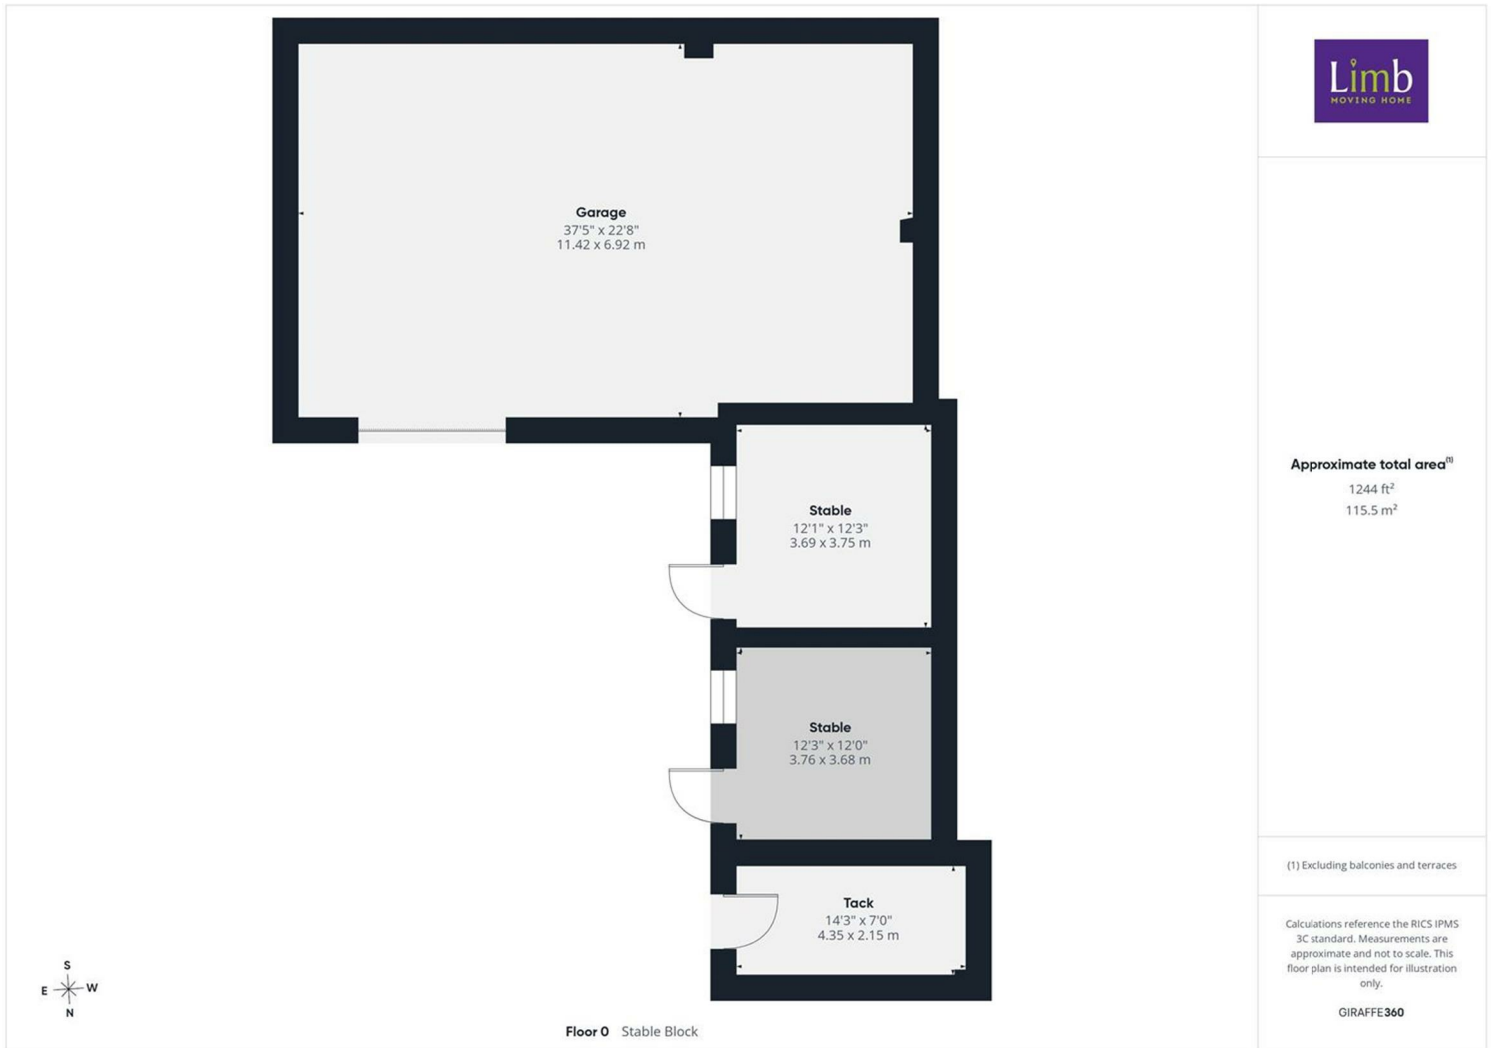 Limb
MOVING HOME
Garage
37'5" x 22'8"
11.42 x 6.92 m
Stable
12'1" x 12'3"
3.69 x 3.75 m
Stable
12'3" x 12'0"
3.76 x 3.68 m
Tack
14'3" x 7'0"
4.35 x 2.15 m
S
E W
N
Floor 0 Stable Block
Approximate total area(1)
1244 ft²
115.5 m²
(1) Excluding balconies and terraces
Calculations reference the RICS IPMS
3C standard. Measurements are
approximate and not to scale. This
floor plan is intended for illustration
only.
GIRAFFE360